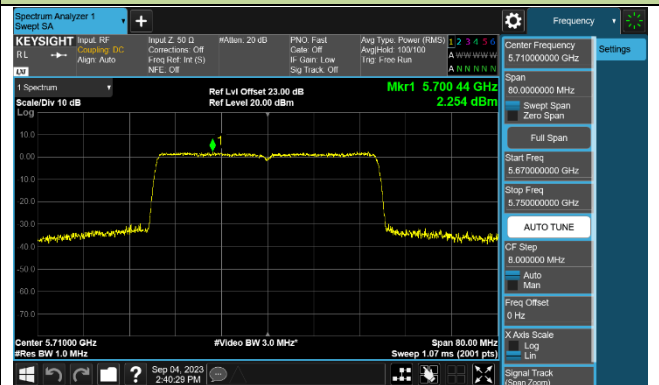 Spectrum Analyzer 1
Swept SA
+
Frequency
KEYSIGHT
RL
LXI
Input: RF
Coupling: DC
Align: Auto
Input Z: 50 Ω
Corrections: Off
Freq Ref: Int (S)
NFE: Off
#Atten: 20 dB
PNO: Fast
Gate: Off
IF Gain: Low
Sig Track: Off
Avg Type: Power (RMS)
Avg|Hold: 100/100
Trig: Free Run
1 2 3 4 5 6
A W W W W W
A N N N N N
1 Spectrum
Scale/Div 10 dB
Log
Ref Lvl Offset 23.00 dB
Ref Level 20.00 dBm
Mkr1 5.700 44 GHz
2.254 dBm
10.0
0.00
-10.0
-20.0
-30.0
-40.0
-50.0
-60.0
-70.0
1
Center 5.71000 GHz
#Res BW 1.0 MHz
#Video BW 3.0 MHz*
Span 80.00 MHz
Sweep 1.07 ms (2001 pts)
Center Frequency
5.710000000 GHz
Settings
Span
80.0000000 MHz
Swept Span
Zero Span
Full Span
Start Freq
5.670000000 GHz
Stop Freq
5.750000000 GHz
AUTO TUNE
CF Step
8.000000 MHz
Auto
Man
Freq Offset
0 Hz
X Axis Scale
Log
Lin
Signal Track
(Span Zoom)
?
Sep 04, 2023
2:40:29 PM